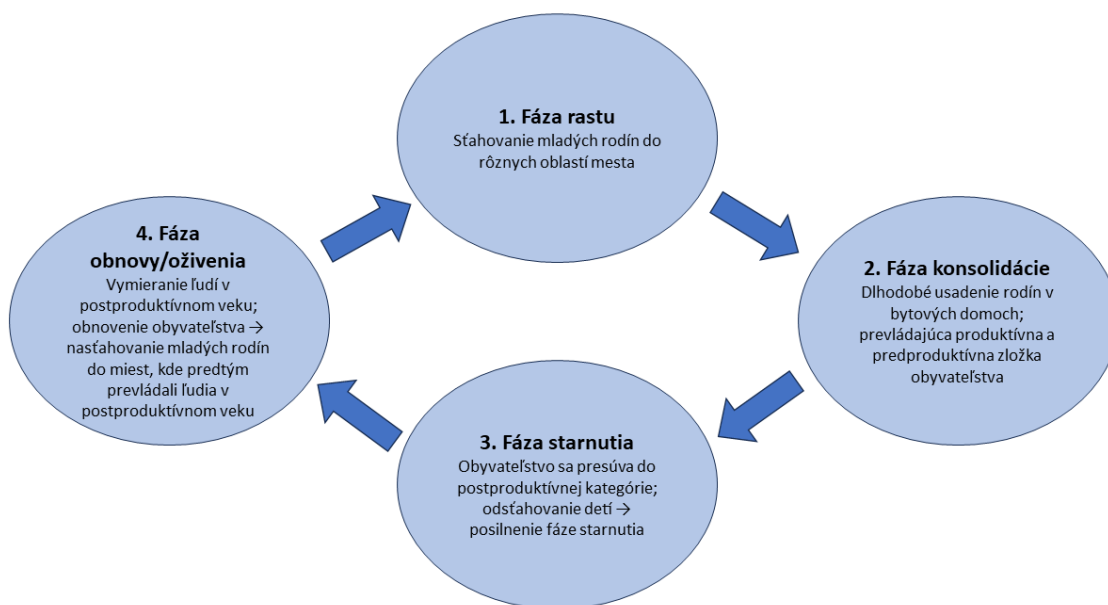 1. Fáza rastu
Sťahovanie mladých rodín do
rôznych oblastí mesta
2. Fáza konsolidácie
Dlhodobé usadenie rodín v
bytových domoch;
prevládajúca produktívna a
predproduktívna zložka
obyvateľstva
3. Fáza starnutia
Obyvateľstvo sa presúva do
postproduktívnej kategórie;
odsťahovanie detí →
posilnenie fáze starnutia
4. Fáza
obnovy/oživenia
Vymieranie ľudí v
postproduktívnom veku;
obnovenie obyvateľstva →
nasťahovanie mladých rodín
do miest, kde predtým
prevládali ľudia v
postproduktívnom veku